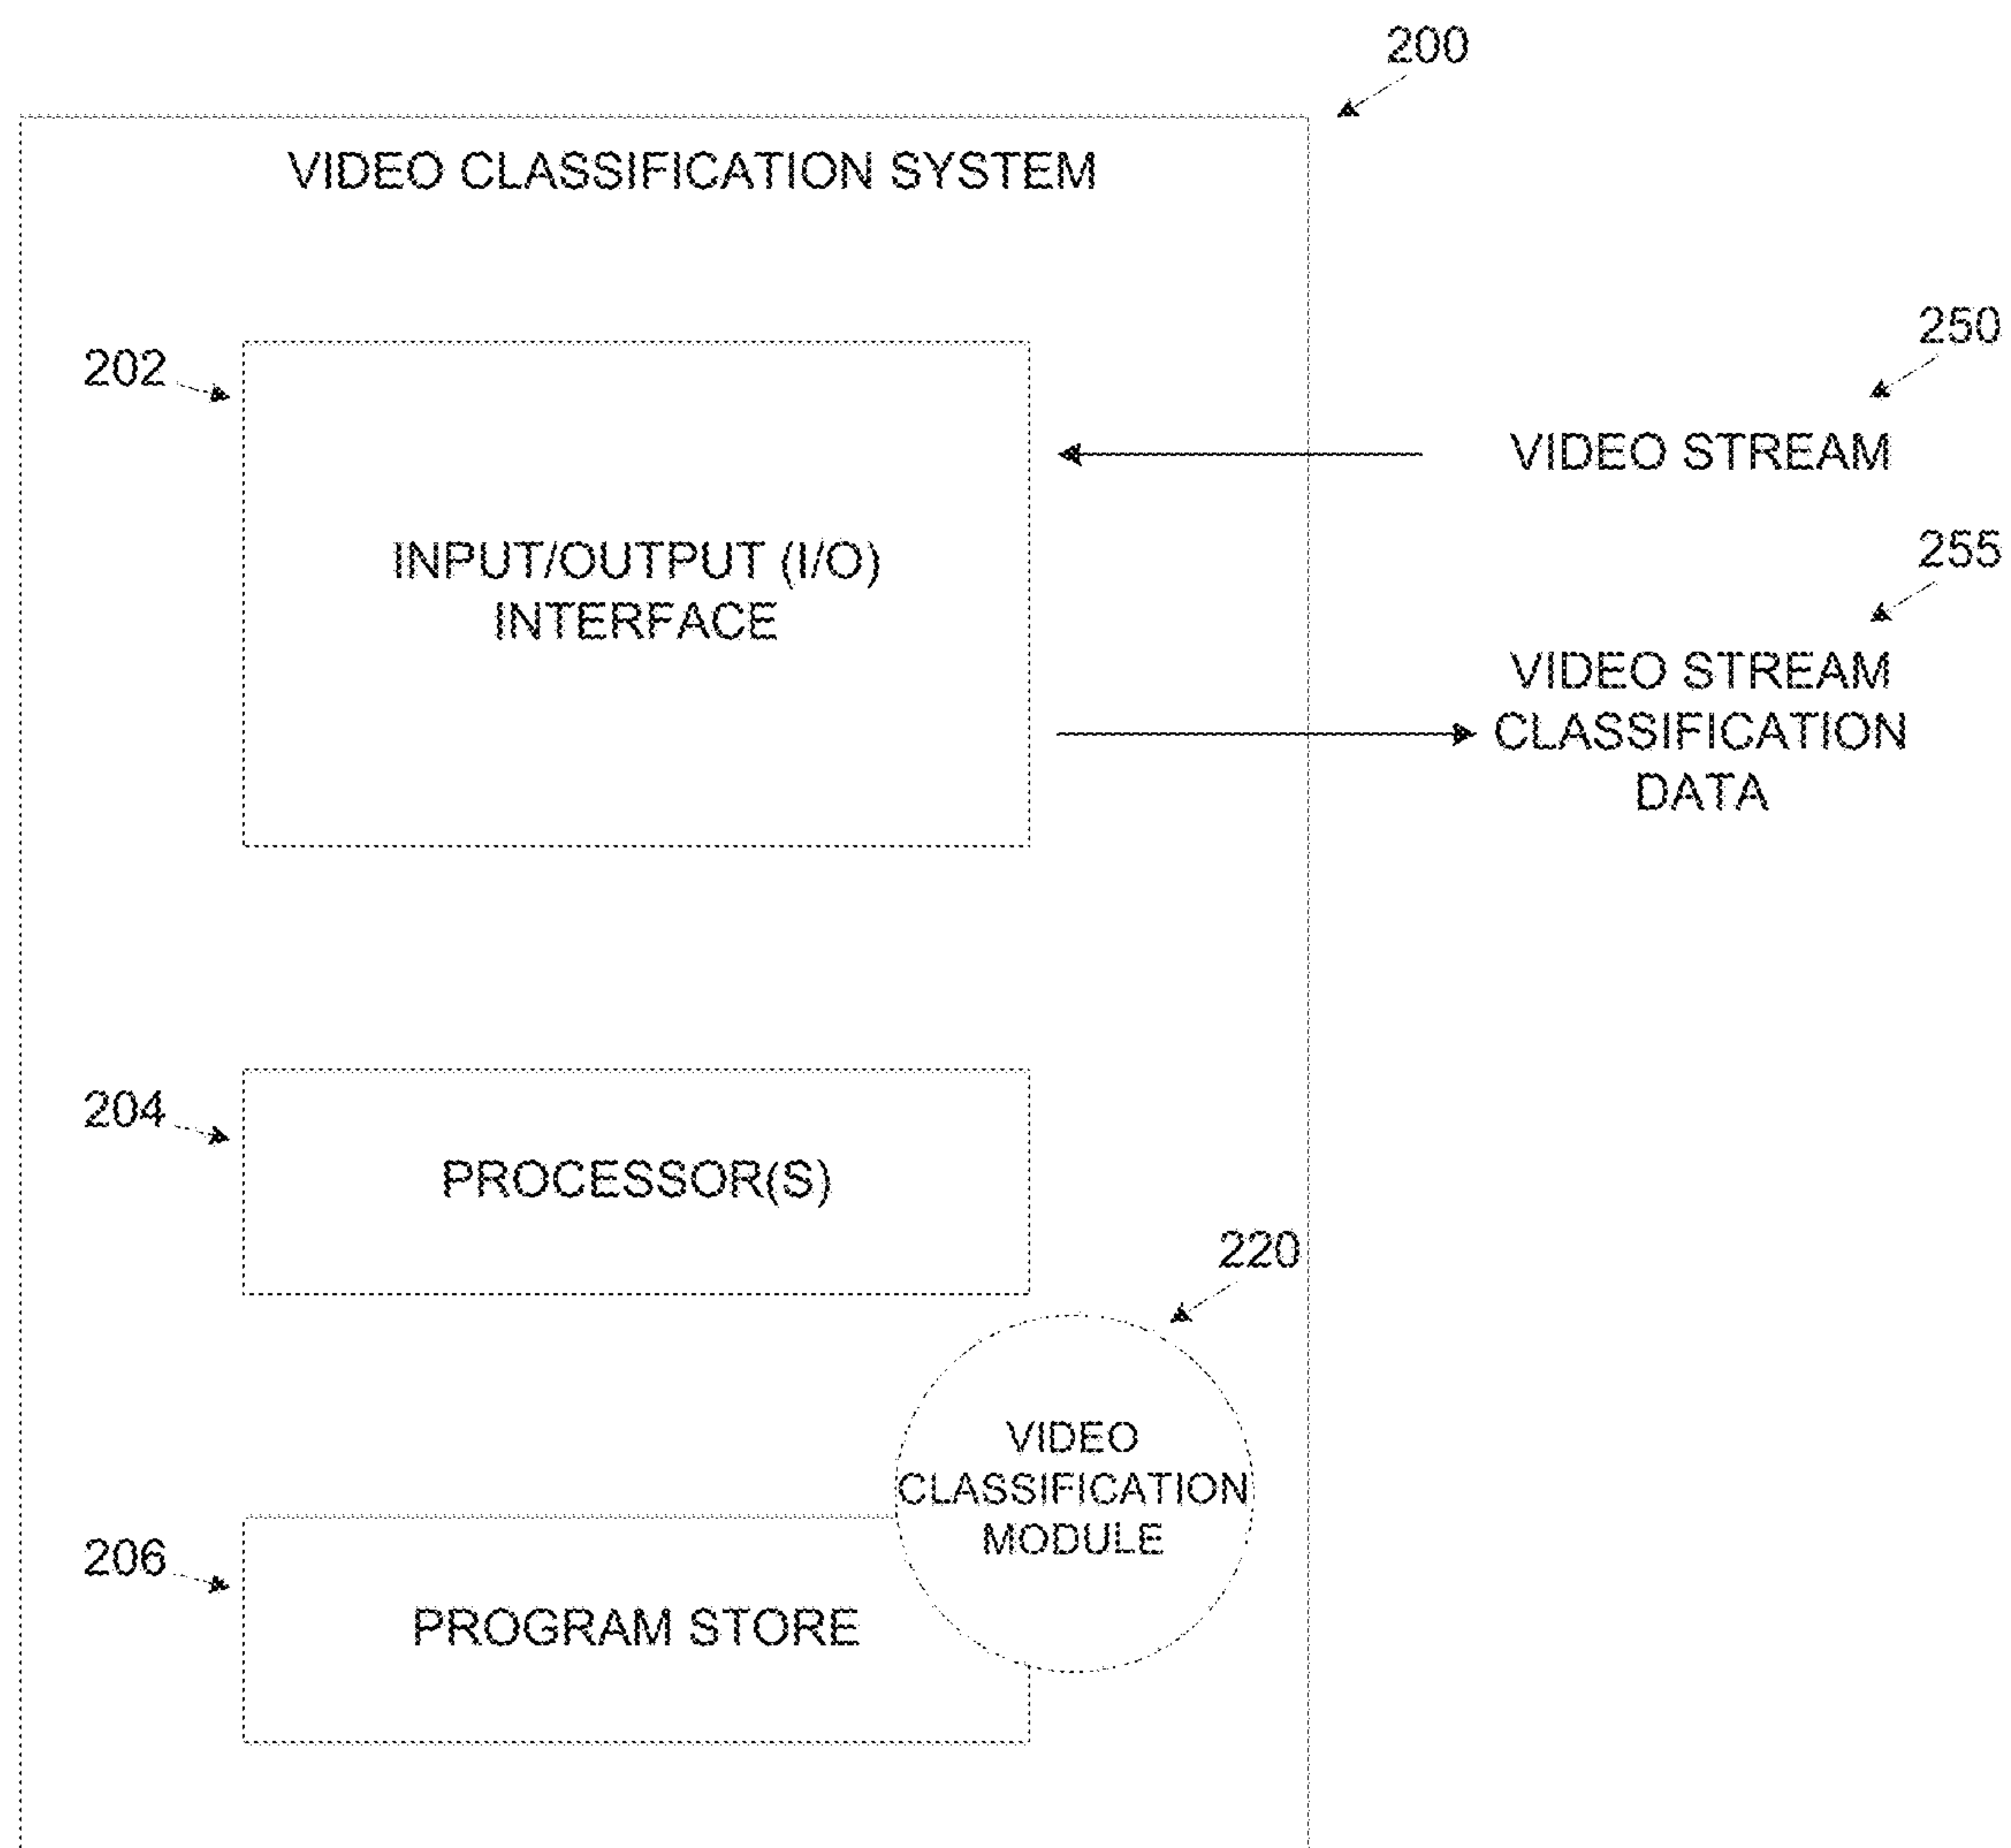 200
VIDEO CLASSIFICATION SYSTEM
250
202
VIDEO STREAM
INPUT/OUTPUT (I/O)
INTERFACE
255
VIDEO STREAM
CLASSIFICATION
DATA
204
PROCESSOR(S)
220
VIDEO
CLASSIFICATION
MODULE
206
PROGRAM STORE